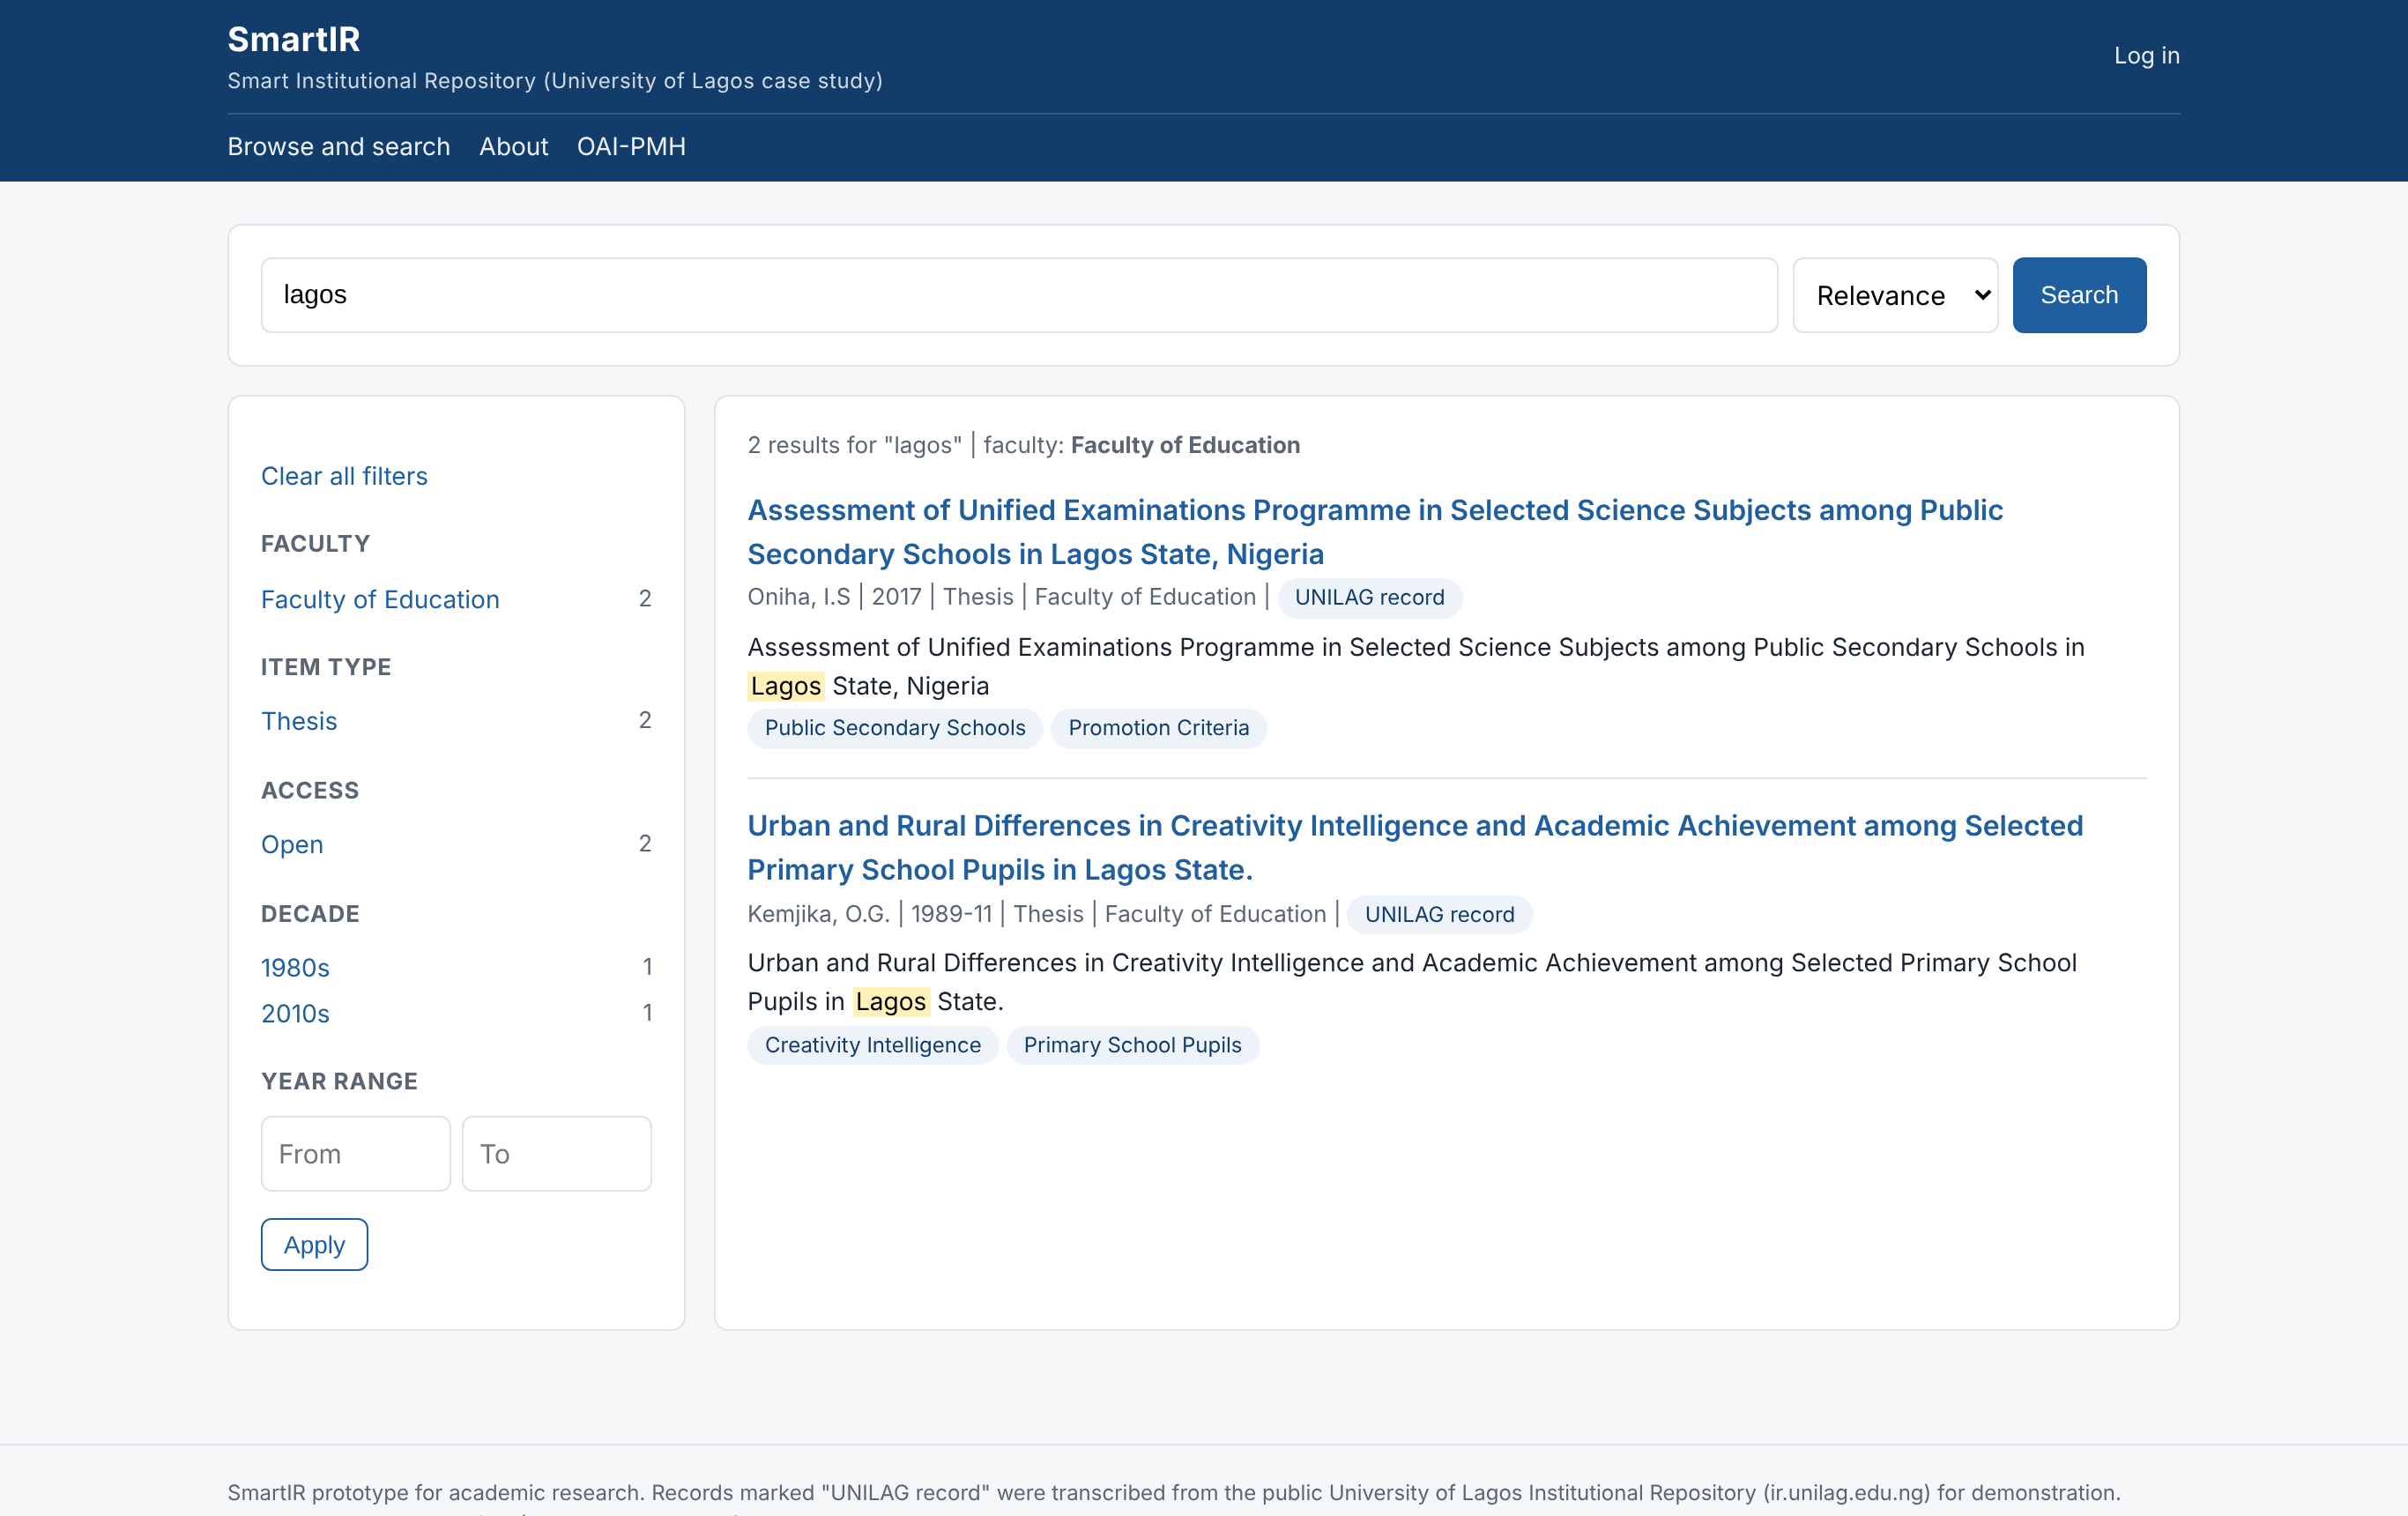 SmartIR
Smart Institutional Repository (University of Lagos case study)
Log in
Browse and search About OAI-PMH
lagos
Relevance
Search
Clear all filters
FACULTY
Faculty of Education 2
ITEM TYPE
Thesis 2
ACCESS
Open 2
DECADE
1980s 1
2010s 1
YEAR RANGE
From To
Apply
2 results for "lagos" | faculty: Faculty of Education
Assessment of Unified Examinations Programme in Selected Science Subjects among Public
Secondary Schools in Lagos State, Nigeria
Oniha, I.S | 2017 | Thesis | Faculty of Education | UNILAG record
Assessment of Unified Examinations Programme in Selected Science Subjects among Public Secondary Schools in
Lagos State, Nigeria
Public Secondary Schools Promotion Criteria
Urban and Rural Differences in Creativity Intelligence and Academic Achievement among Selected
Primary School Pupils in Lagos State.
Kemjika, O.G. | 1989-11 | Thesis | Faculty of Education | UNILAG record
Urban and Rural Differences in Creativity Intelligence and Academic Achievement among Selected Primary School
Pupils in Lagos State.
Creativity Intelligence Primary School Pupils
SmartIR prototype for academic research. Records marked "UNILAG record" were transcribed from the public University of Lagos Institutional Repository (ir.unilag.edu.ng) for demonstration.